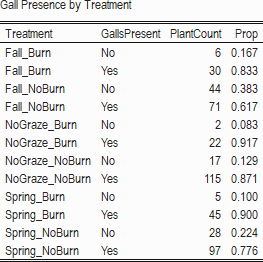 Gall Presence by Treatment
Treatment GallsPresent PlantCount Prop
Fall_Burn No 6 0.167
Fall_Burn Yes 30 0.833
Fall_NoBurn No 44 0.383
Fall_NoBurn Yes 71 0.617
NoGraze_Burn No 2 0.083
NoGraze_Burn Yes 22 0.917
NoGraze_NoBurn No 17 0.129
NoGraze_NoBurn Yes 115 0.871
Spring_Burn No 5 0.100
Spring_Burn Yes 45 0.900
Spring_NoBurn No 28 0.224
Spring_NoBurn Yes 97 0.776